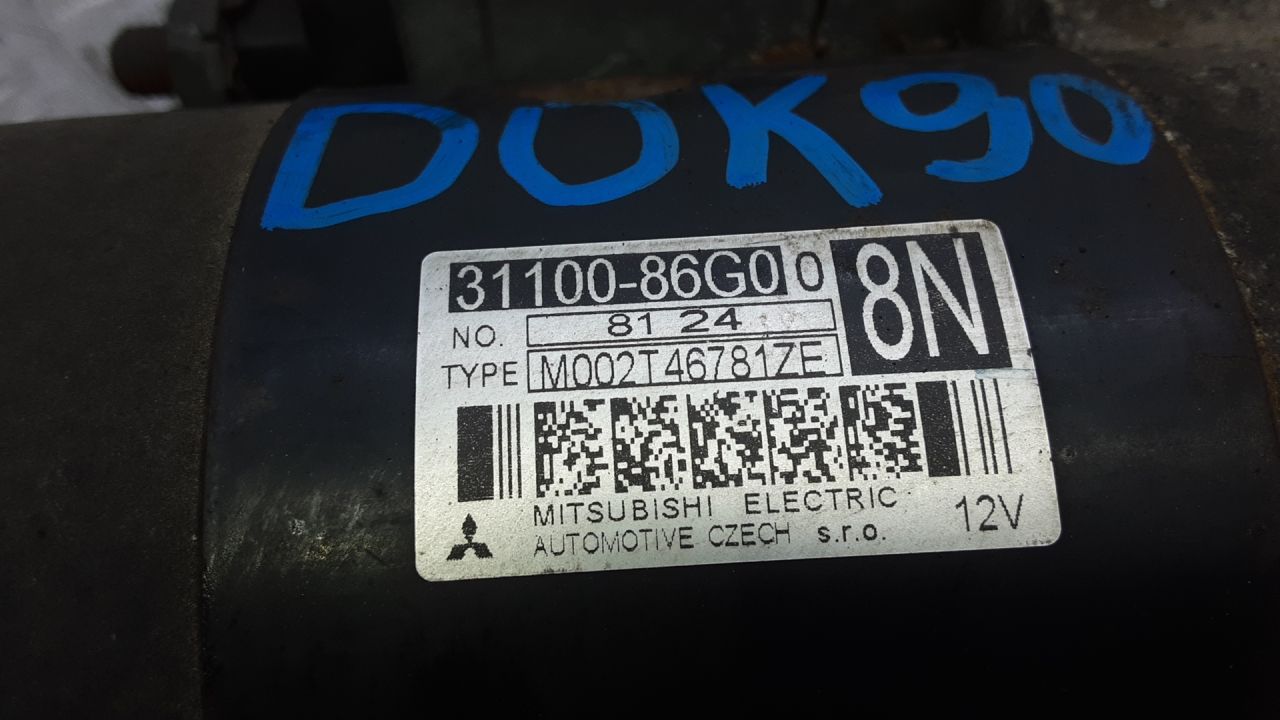 DOK90
31100-86G00 8N
NO. 81 24
TYPE M002T46781ZE
MITSUBISHI ELECTRIC
AUTOMOTIVE CZECH s.r.o. 12V